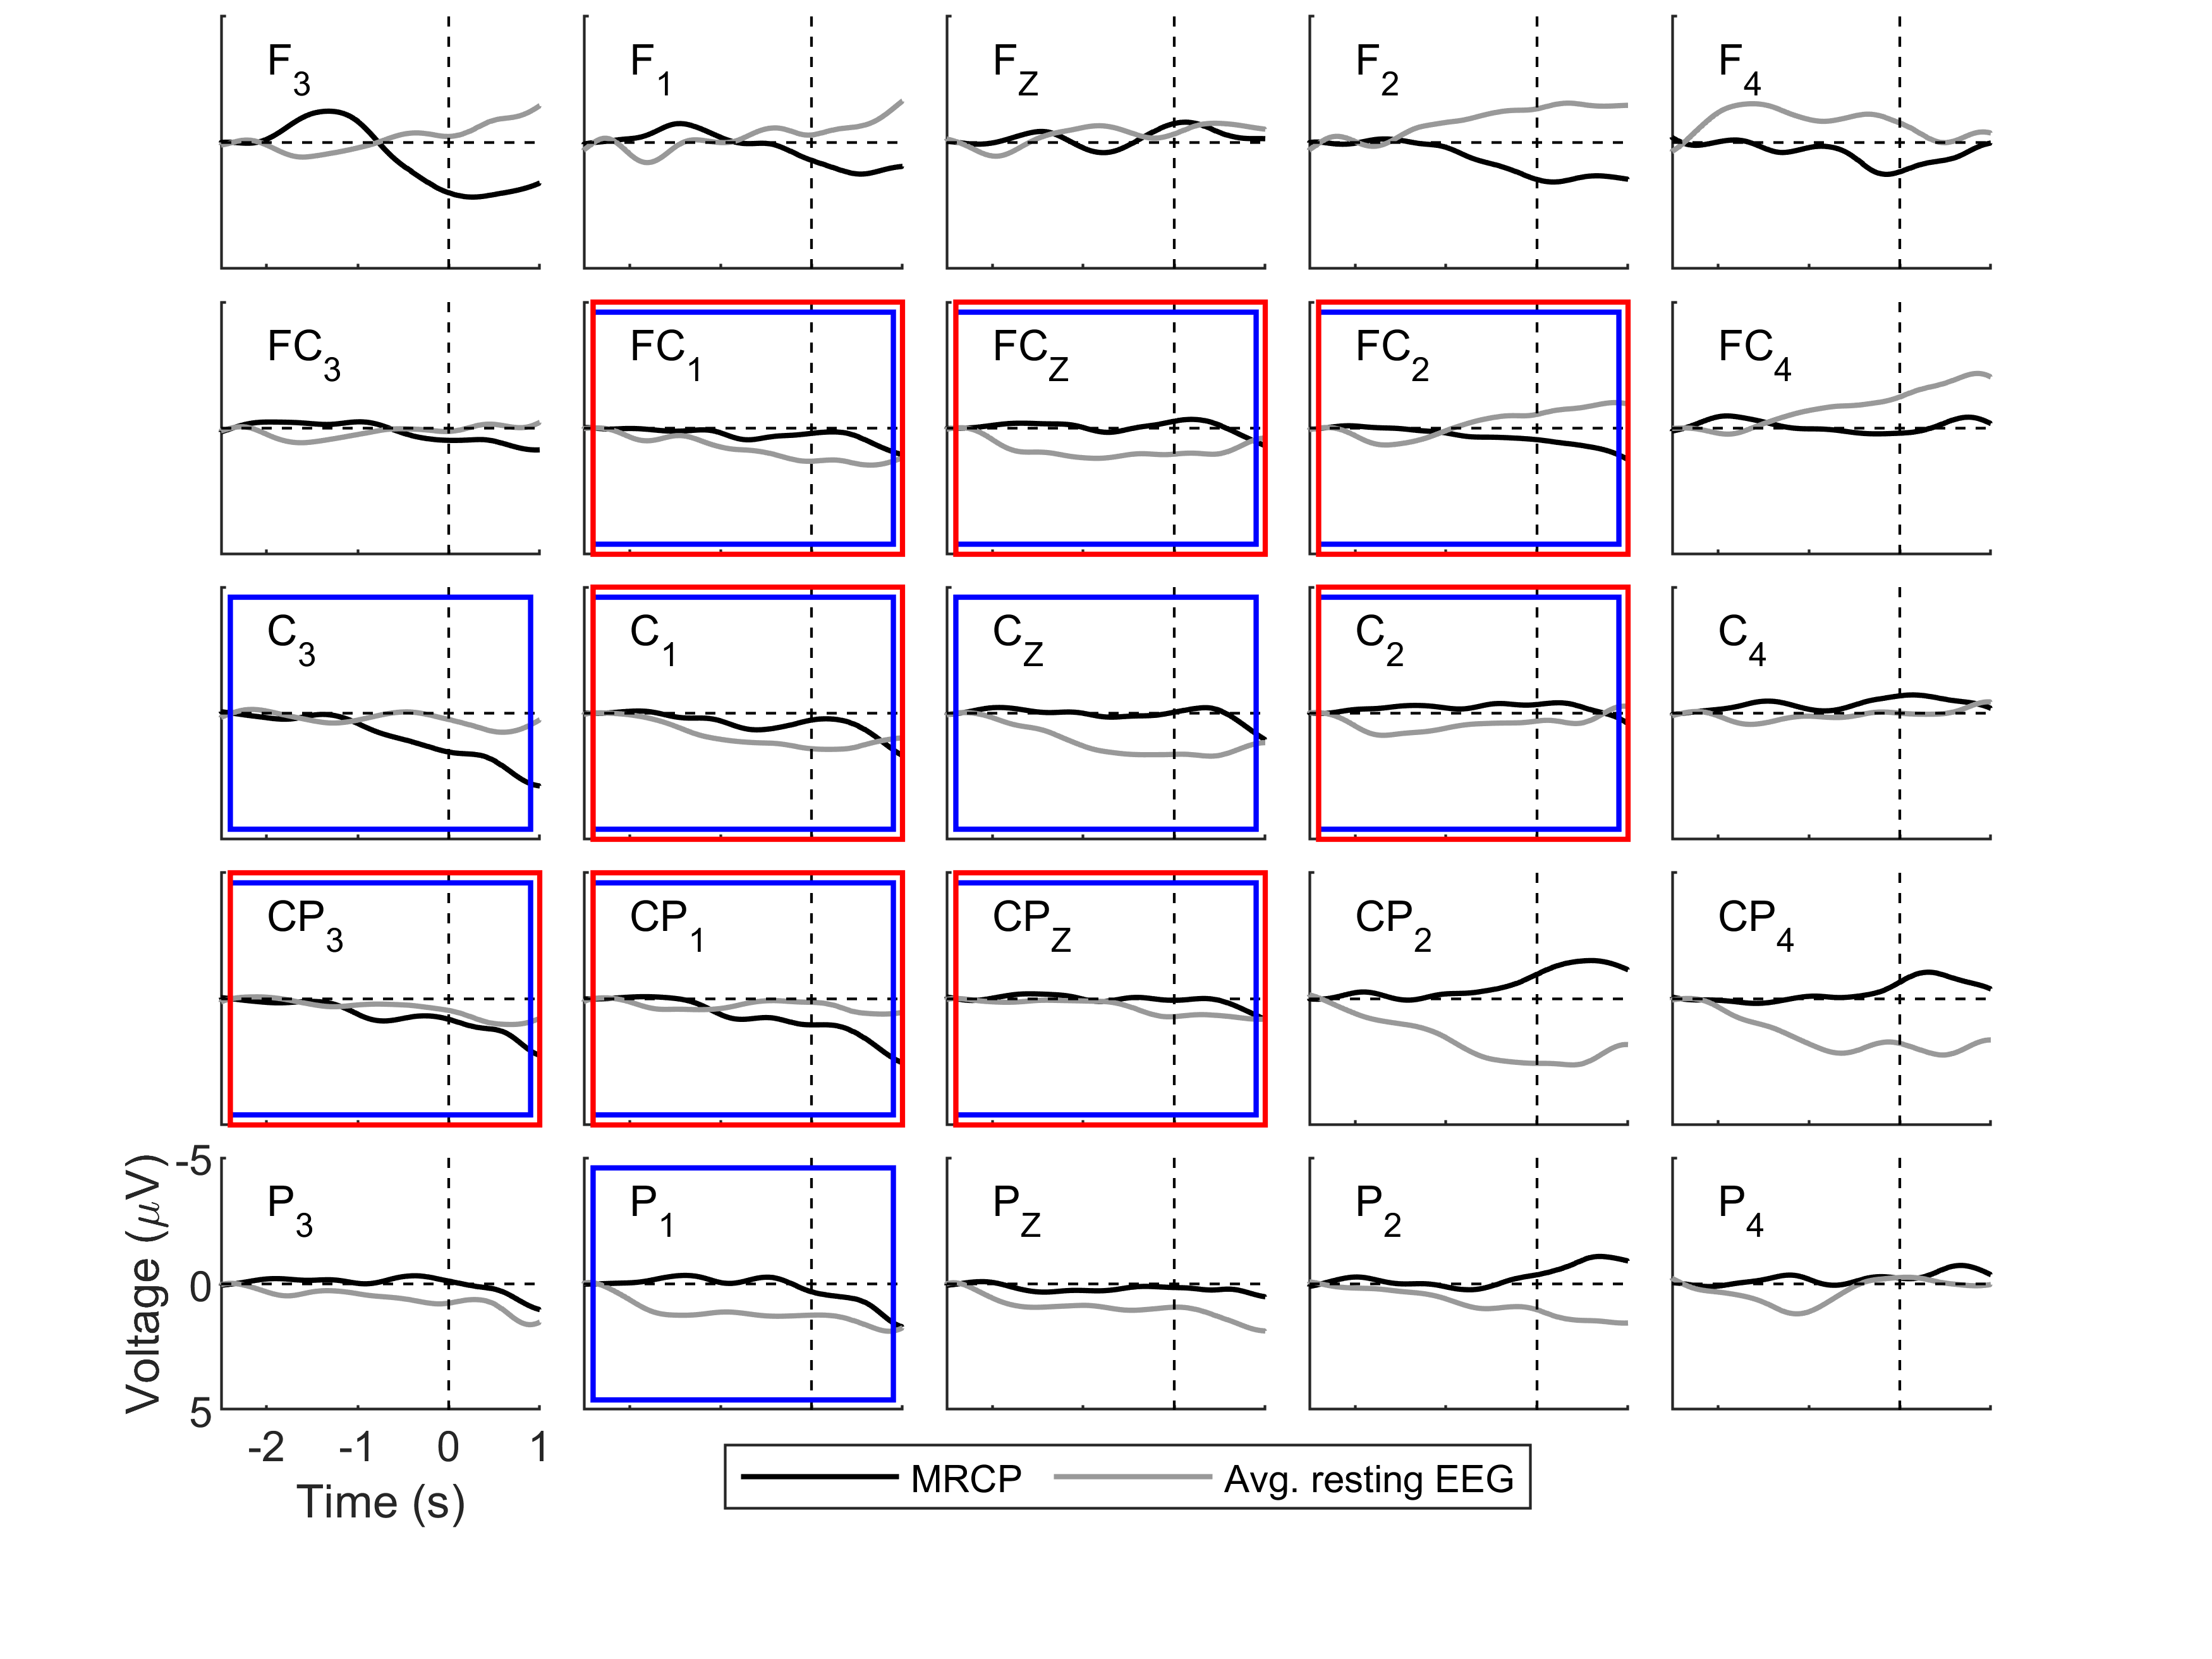 F3 F1 FZ F2 F4
FC3 FC1 FCZ FC2 FC4
C3 C1 CZ C2 C4
CP3 CP1 CPZ CP2 CP4
P3 P1 PZ P2 P4
-5
0
5
Voltage (μV)
-2 -1 0 1
Time (s)
MRCP Avg. resting EEG